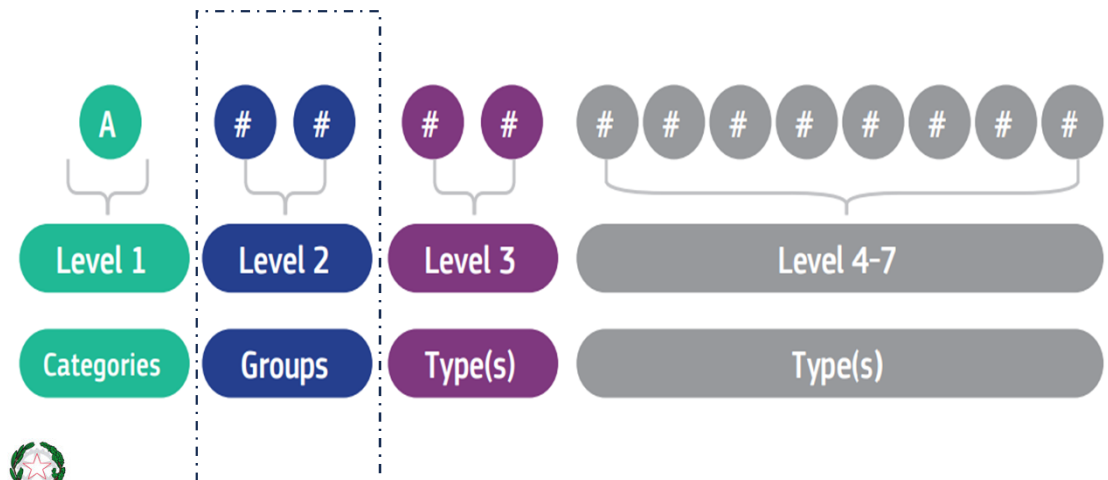 A # # # # # # # # # # # #
Level 1 Level 2 Level 3 Level 4-7
Categories Groups Type(s) Type(s)